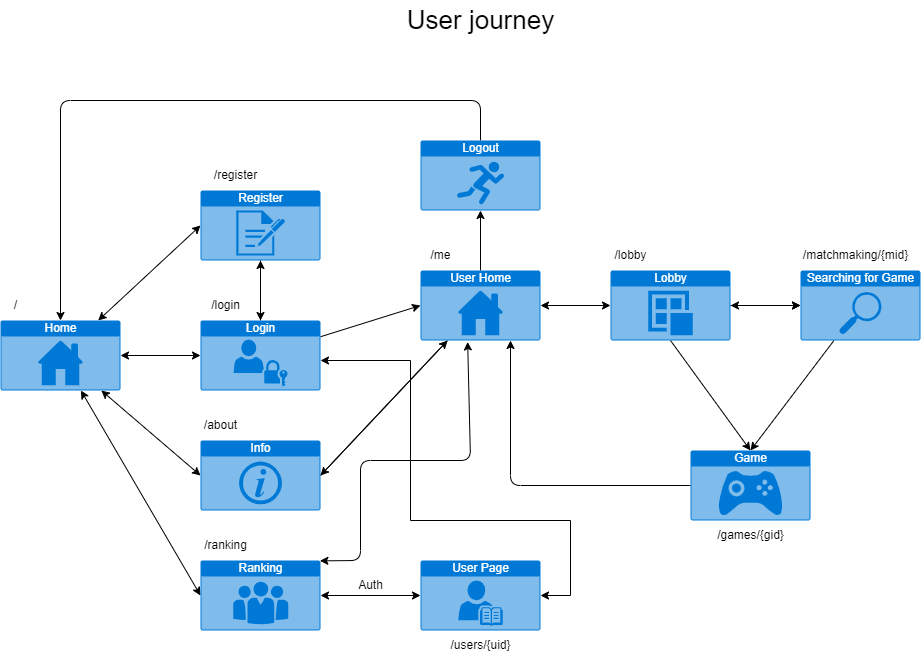 User journey
Logout
/register
Register
/me
User Home
/lobby
Lobby
/matchmaking/{mid}
Searching for Game
/
Home
/login
Login
/about
Info
Game
/games/{gid}
/ranking
Ranking
Auth
User Page
/users/{uid}